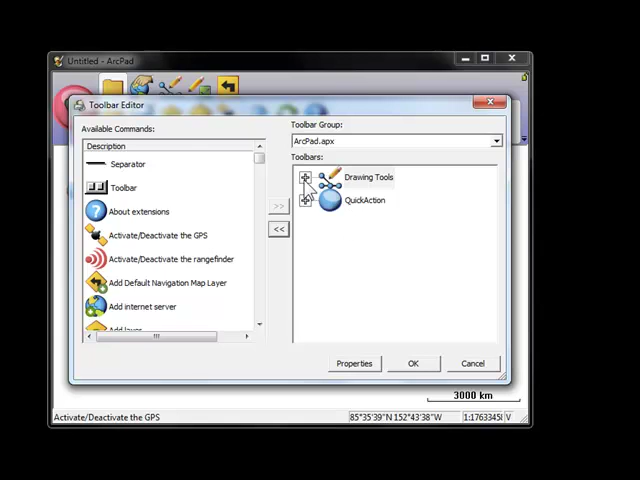 Untitled - ArcPad
Toolbar Editor
Available Commands:
Description
Separator
Toolbar
About extensions
Activate/Deactivate the GPS
Activate/Deactivate the rangefinder
Add Default Navigation Map Layer
Add internet server
Add layer
>>
<<
Toolbar Group:
ArcPad.apx
Toolbars:
Drawing Tools
QuickAction
Properties
OK
Cancel
3000 km
Activate/Deactivate the GPS
85°35'39"N 152°43'38"W
V